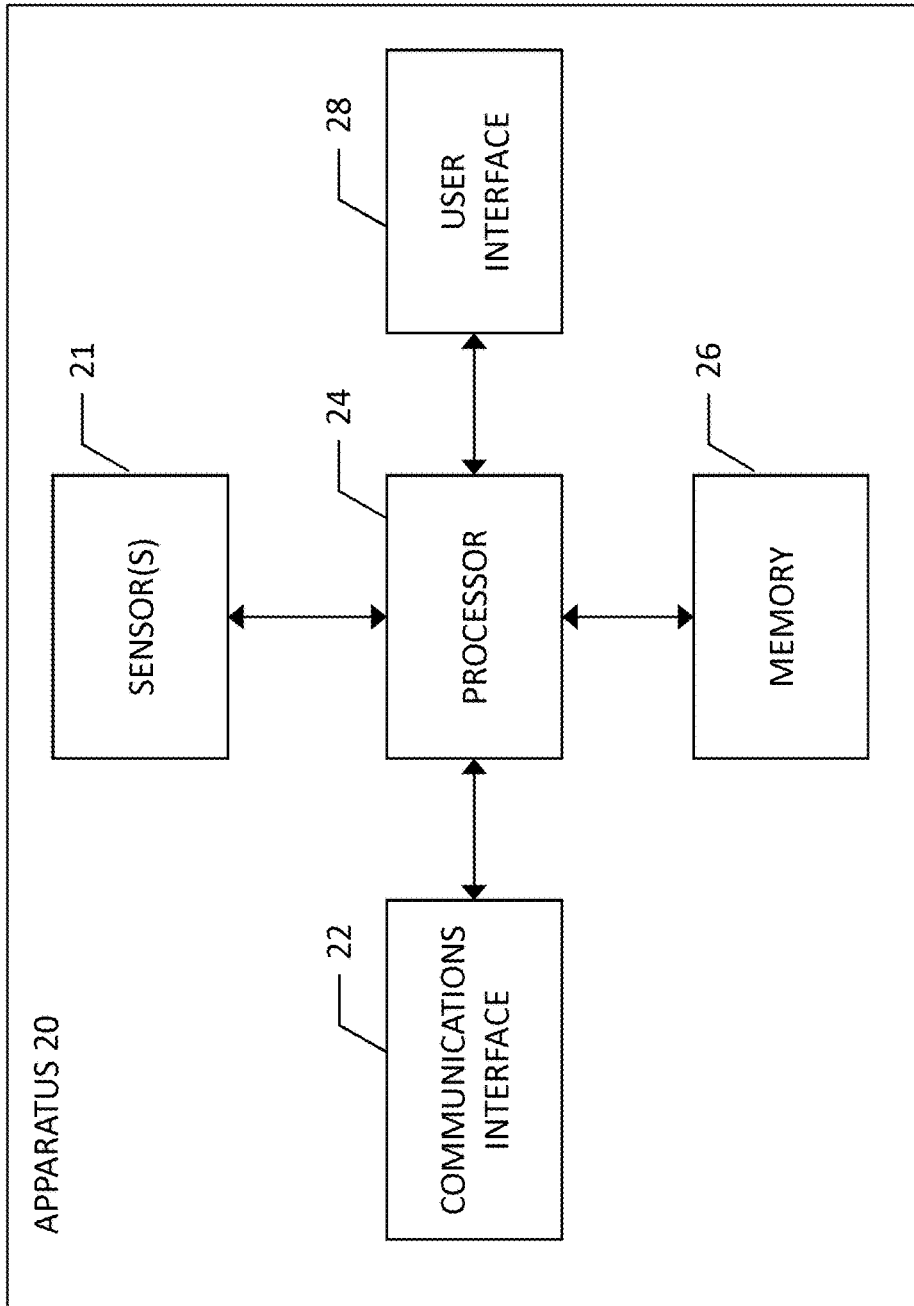 APPARATUS 20
21
SENSOR(S)
22
COMMUNICATIONS
INTERFACE
24
PROCESSOR
28
USER
INTERFACE
26
MEMORY